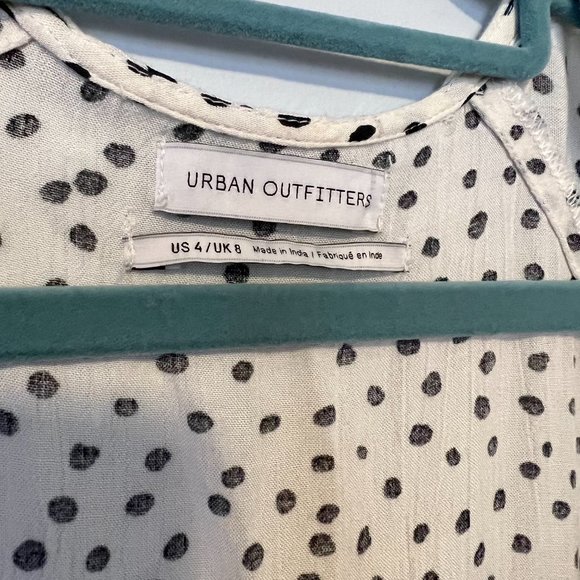 URBAN OUTFITTERS
US 4 / UK 8 Made in India | Fabriqué en Inde